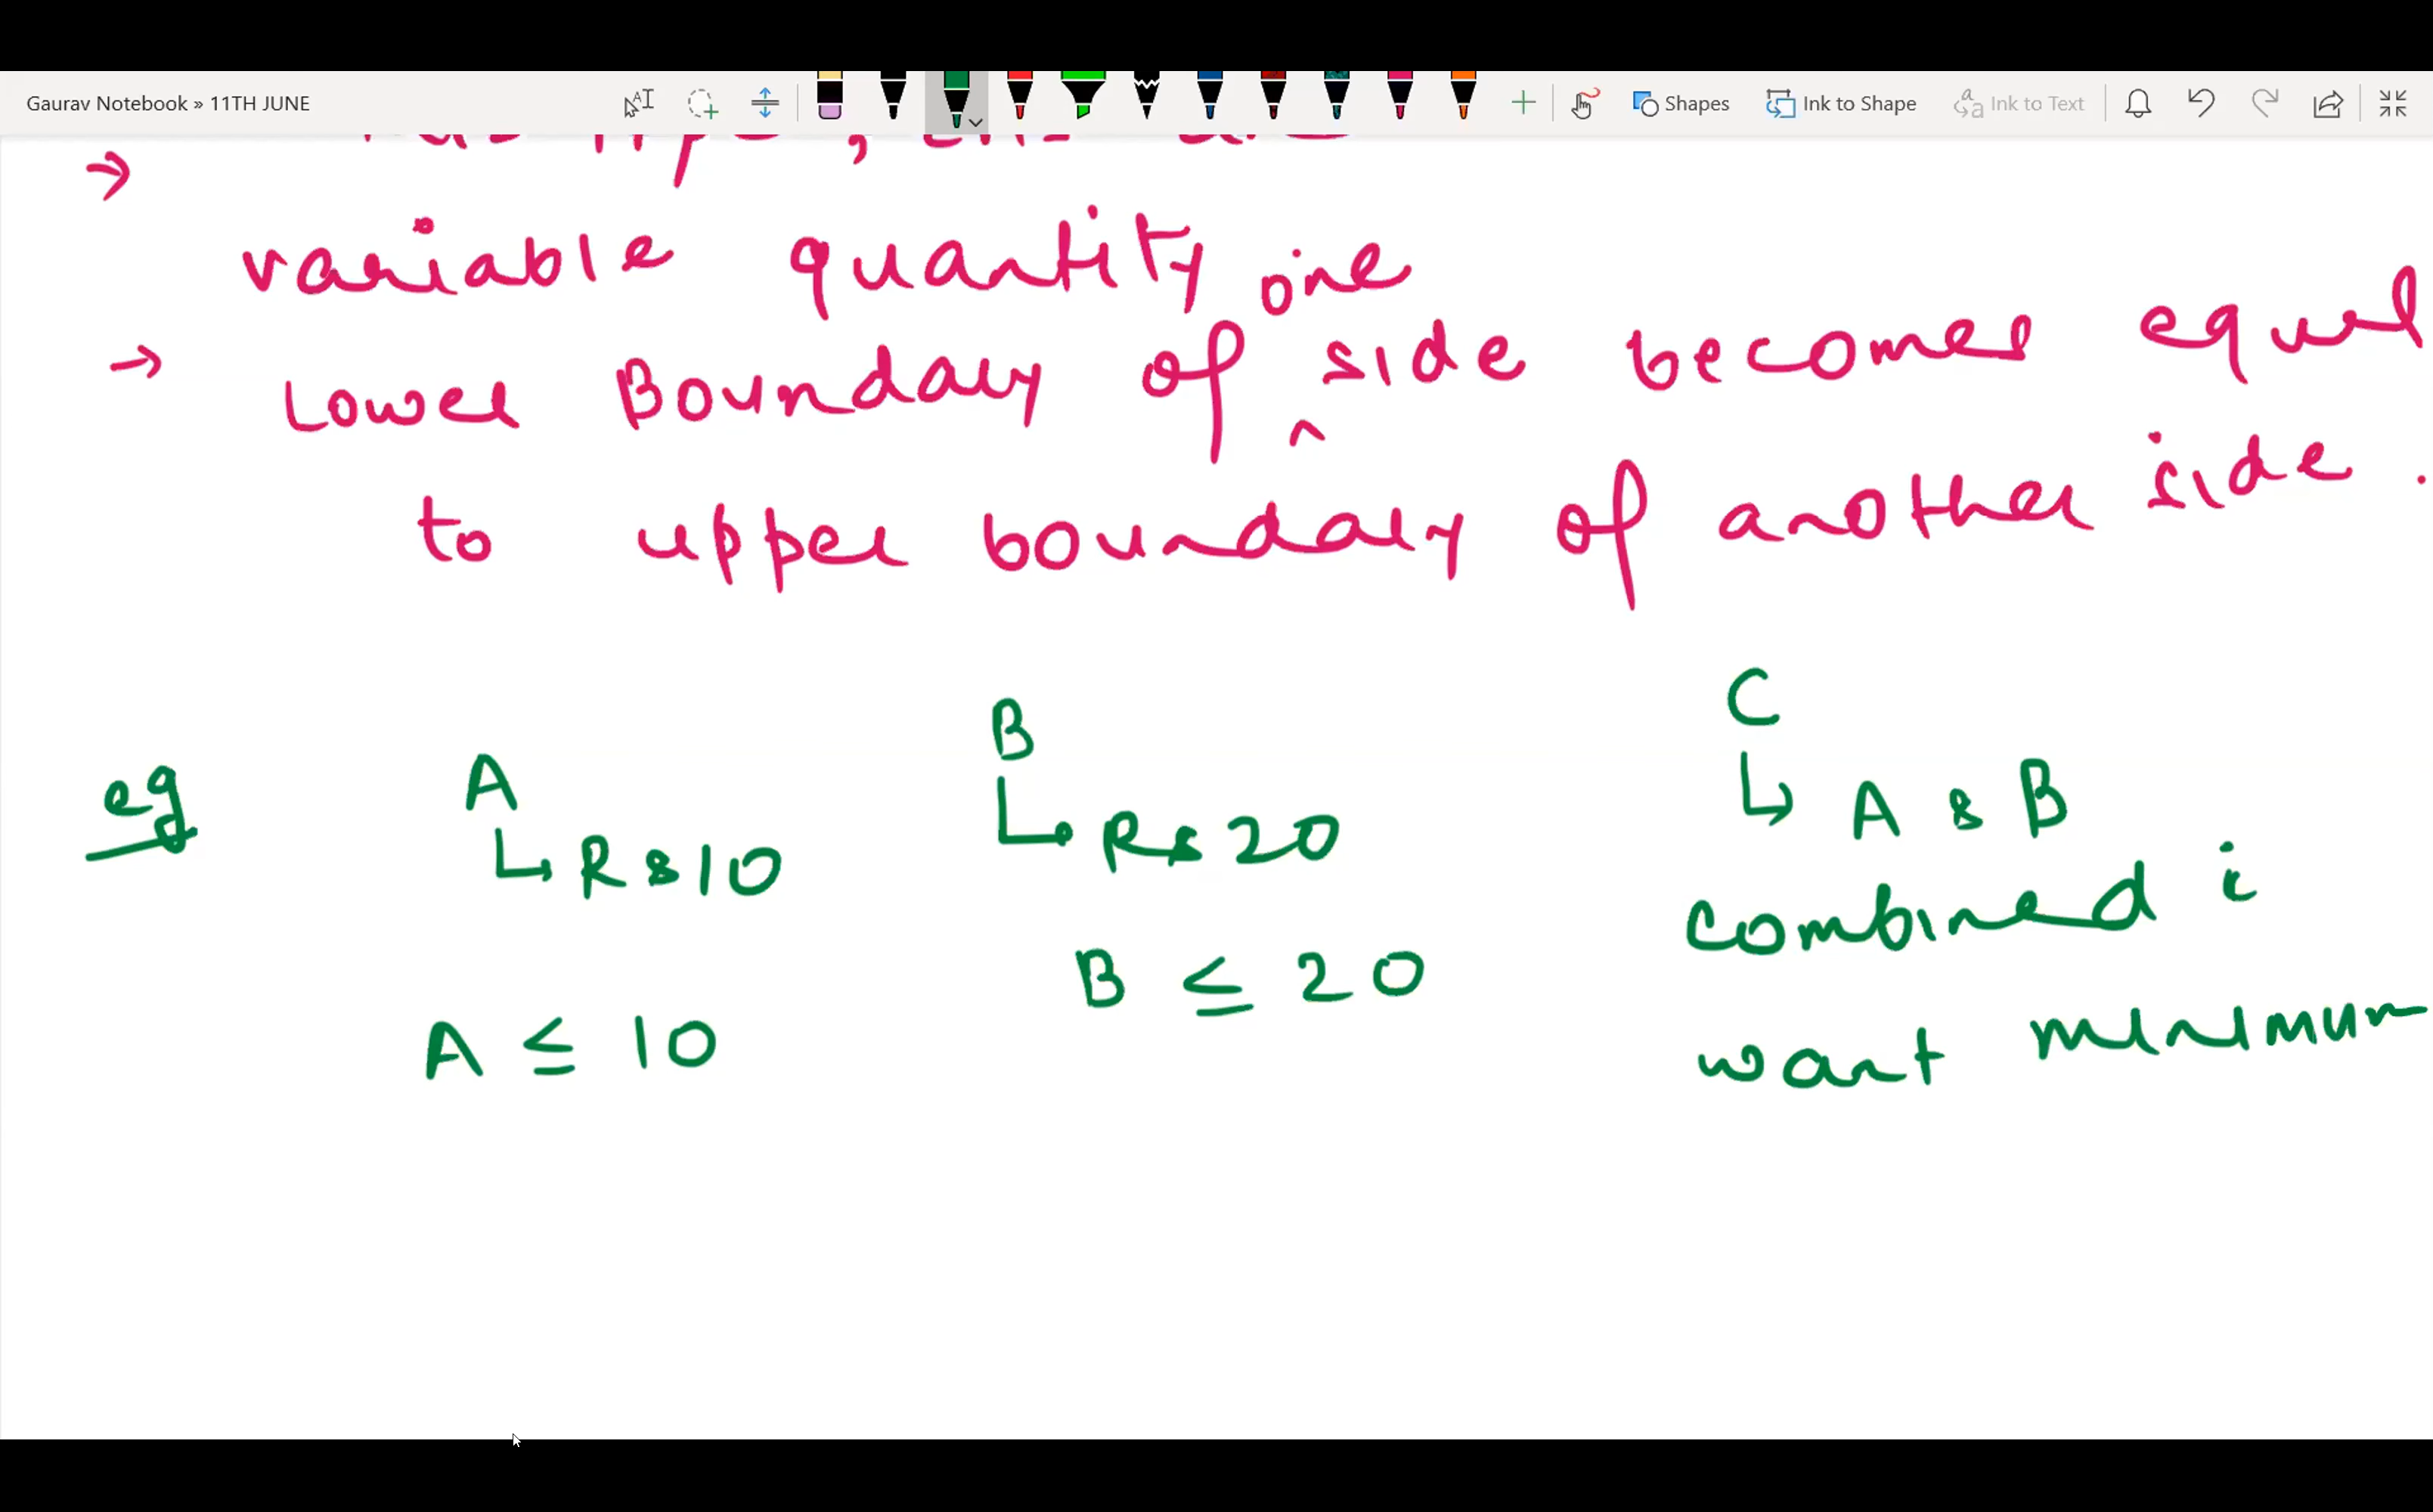 Gaurav Notebook » 11TH JUNE
Shapes
Ink to Shape
Ink to Text
→
variable quantity
→ Lower Boundary of one side becomes equal
to upper boundary of another side.
eg
A
↳ Rs 10
A ≤ 10
B
↳ Rs 20
B ≤ 20
C
↳ A & B
combined i
want minimum